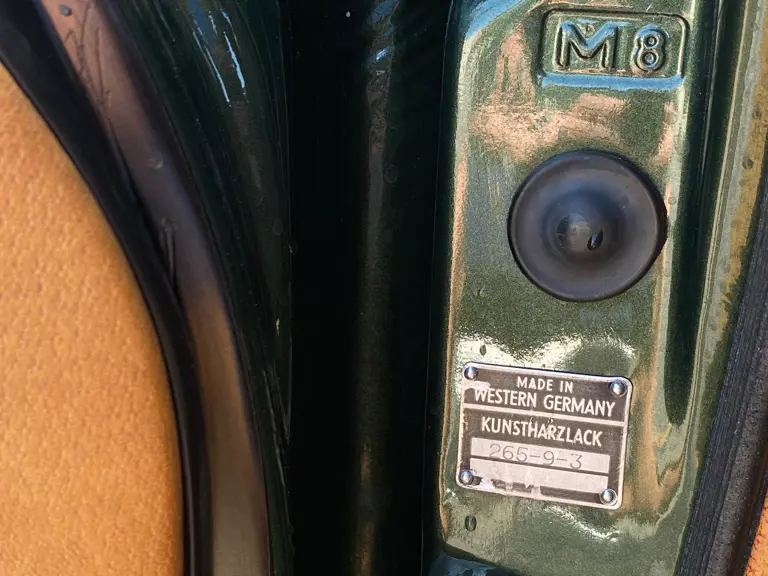 M8
MADE IN
WESTERN GERMANY
KUNSTHARZLACK
265-9-3